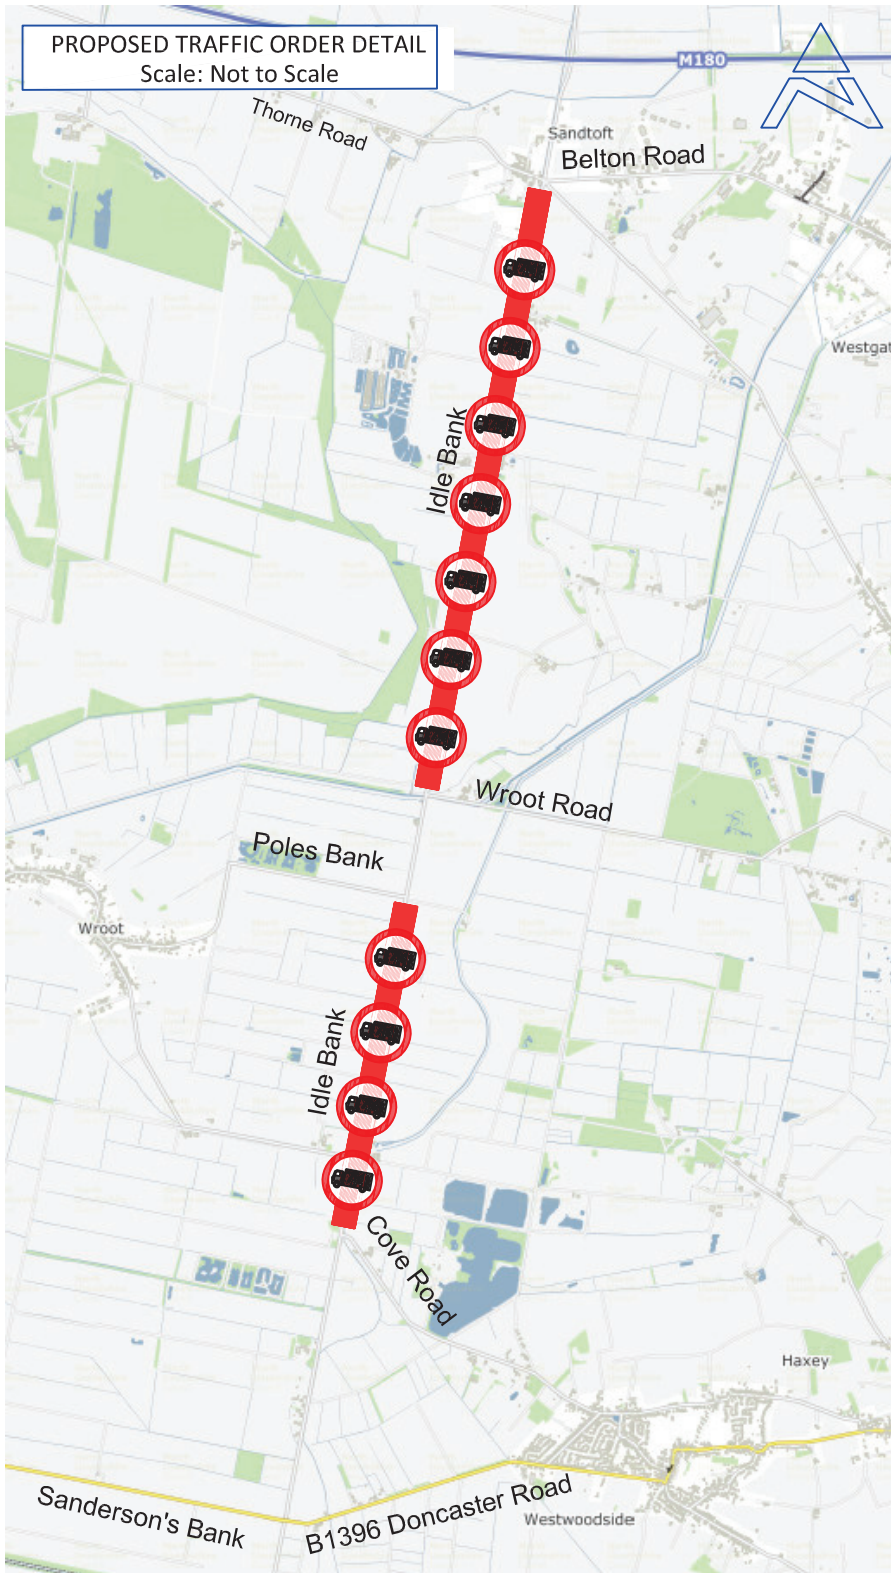 PROPOSED TRAFFIC ORDER DETAIL
Scale: Not to Scale
M180
Thorne Road
Sandtoft
Belton Road
Westgat
Idle Bank
Wroot Road
Poles Bank
Wroot
Idle Bank
Cove Road
Haxey
Sanderson's Bank
B1396 Doncaster Road
Westwoodside